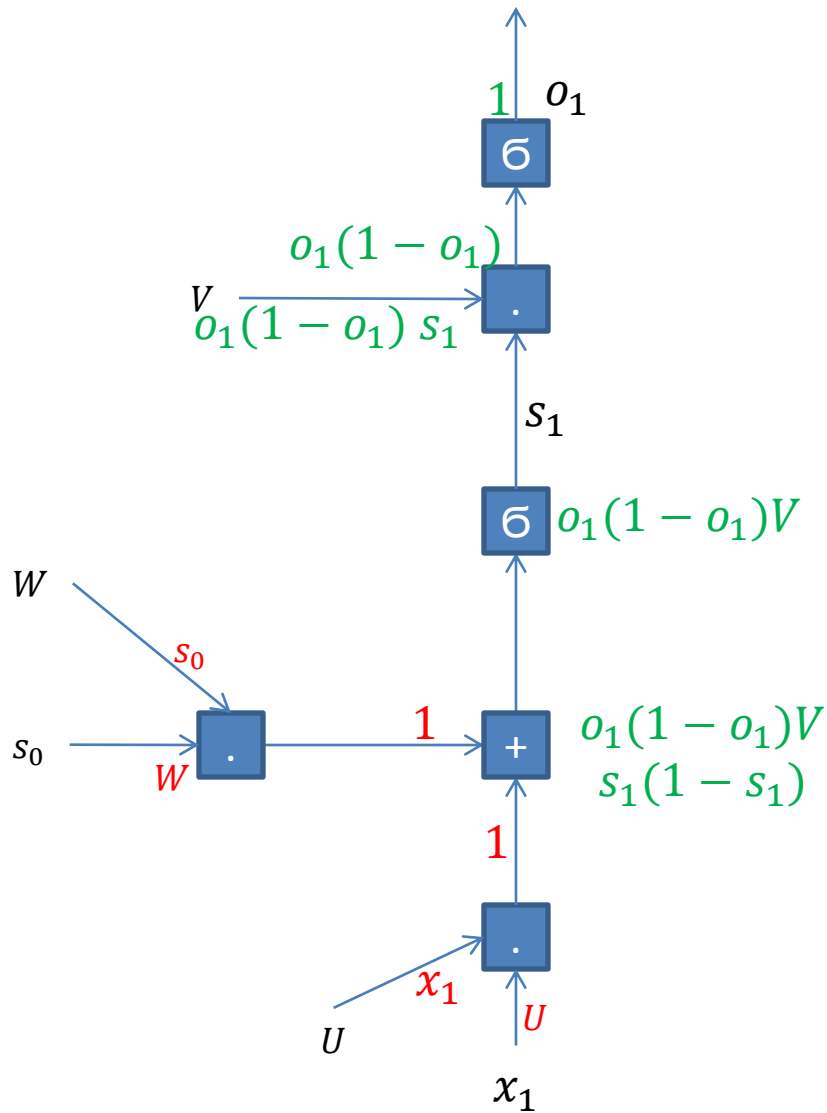 1 o₁
б
o₁(1 − o₁)
V .
o₁(1 − o₁) s₁
s₁
б o₁(1 − o₁)V
W
s₀
1 + o₁(1 − o₁)V
s₀ .
W s₁(1 − s₁)
1
.
x₁
U
U
x₁